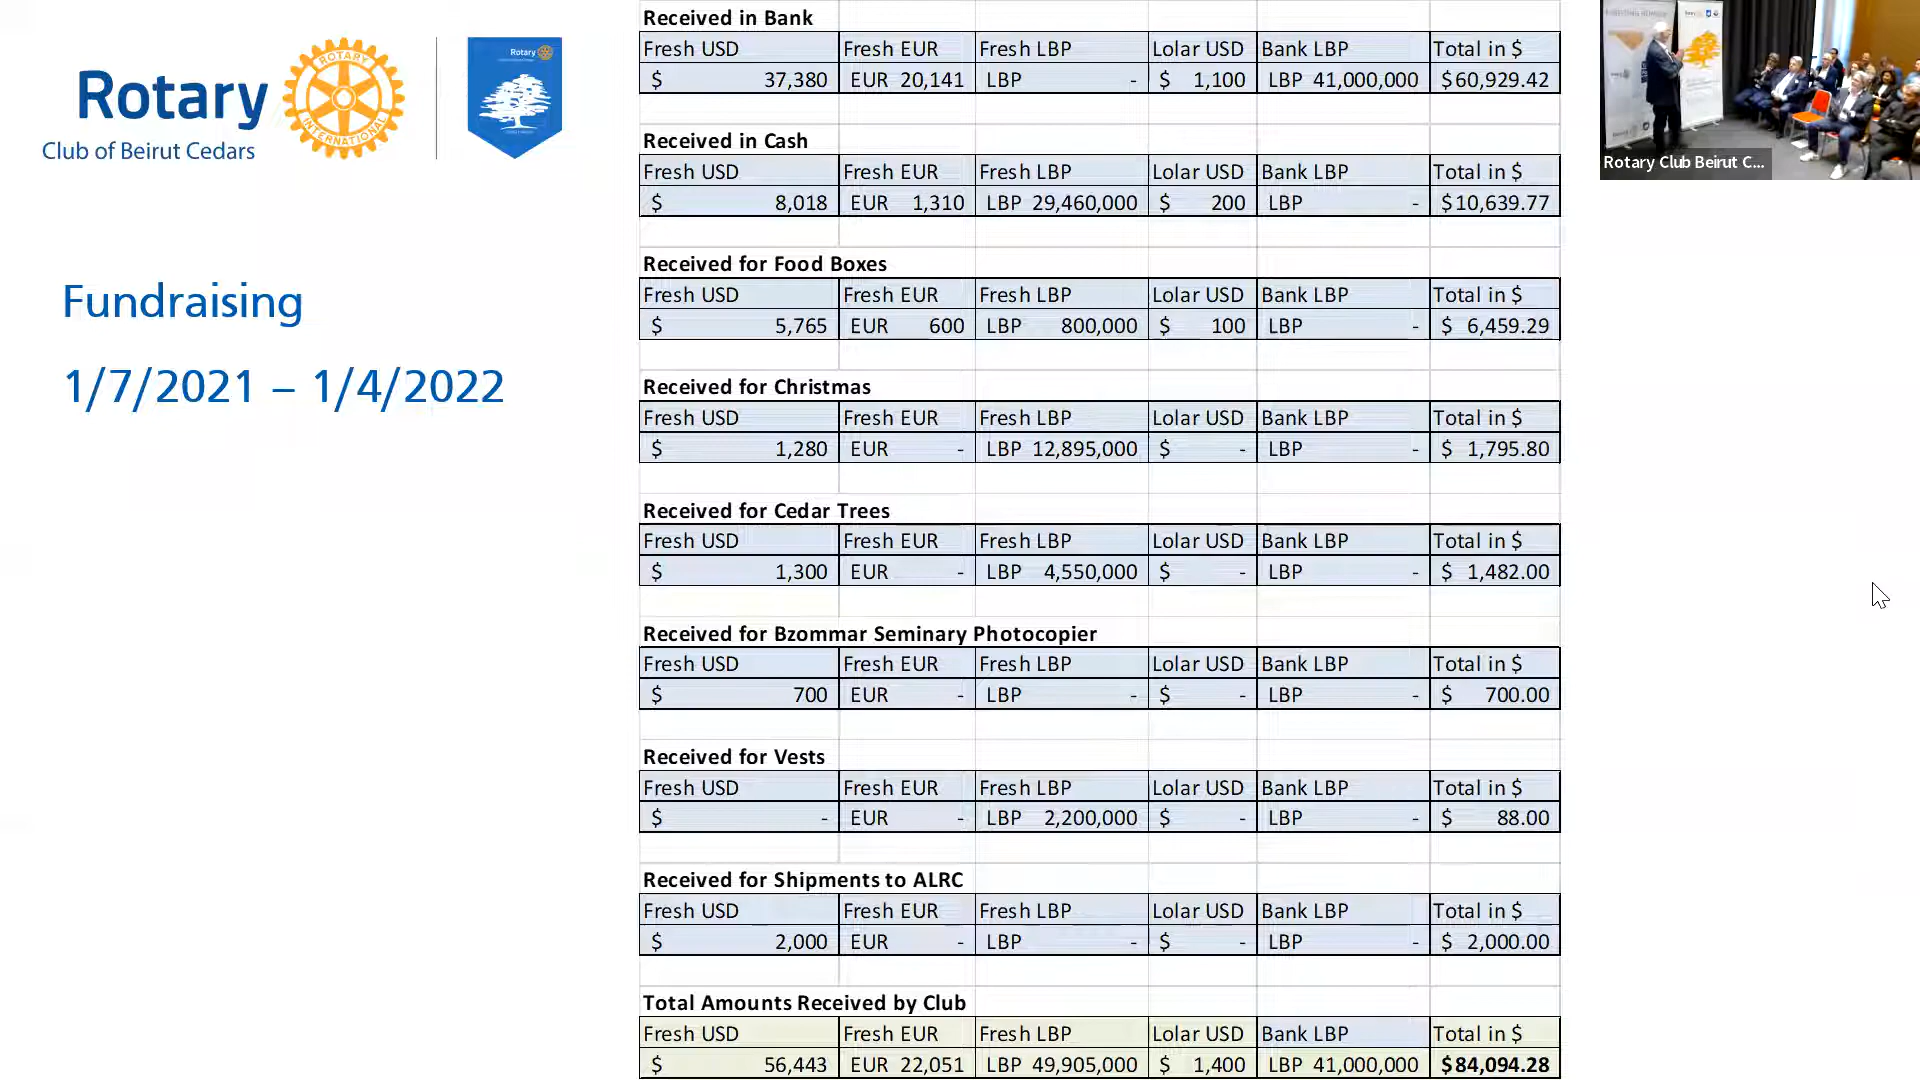 Rotary
Club of Beirut Cedars
ROTARY
INTERNATIONAL
Rotary
Fundraising
1/7/2021 – 1/4/2022
Received in Bank
Fresh USD Fresh EUR Fresh LBP Lolar USD Bank LBP Total in $
$ 37,380 EUR 20,141 LBP - $ 1,100 LBP 41,000,000 $60,929.42
Received in Cash
Fresh USD Fresh EUR Fresh LBP Lolar USD Bank LBP Total in $
$ 8,018 EUR 1,310 LBP 29,460,000 $ 200 LBP - $10,639.77
Received for Food Boxes
Fresh USD Fresh EUR Fresh LBP Lolar USD Bank LBP Total in $
$ 5,765 EUR 600 LBP 800,000 $ 100 LBP - $ 6,459.29
Received for Christmas
Fresh USD Fresh EUR Fresh LBP Lolar USD Bank LBP Total in $
$ 1,280 EUR - LBP 12,895,000 $ - LBP - $ 1,795.80
Received for Cedar Trees
Fresh USD Fresh EUR Fresh LBP Lolar USD Bank LBP Total in $
$ 1,300 EUR - LBP 4,550,000 $ - LBP - $ 1,482.00
Received for Bzommar Seminary Photocopier
Fresh USD Fresh EUR Fresh LBP Lolar USD Bank LBP Total in $
$ 700 EUR - LBP - $ - LBP - $ 700.00
Received for Vests
Fresh USD Fresh EUR Fresh LBP Lolar USD Bank LBP Total in $
$ - EUR - LBP 2,200,000 $ - LBP - $ 88.00
Received for Shipments to ALRC
Fresh USD Fresh EUR Fresh LBP Lolar USD Bank LBP Total in $
$ 2,000 EUR - LBP - $ - LBP - $ 2,000.00
Total Amounts Received by Club
Fresh USD Fresh EUR Fresh LBP Lolar USD Bank LBP Total in $
$ 56,443 EUR 22,051 LBP 49,905,000 $ 1,400 LBP 41,000,000 $84,094.28
Rotary Club Beirut C...